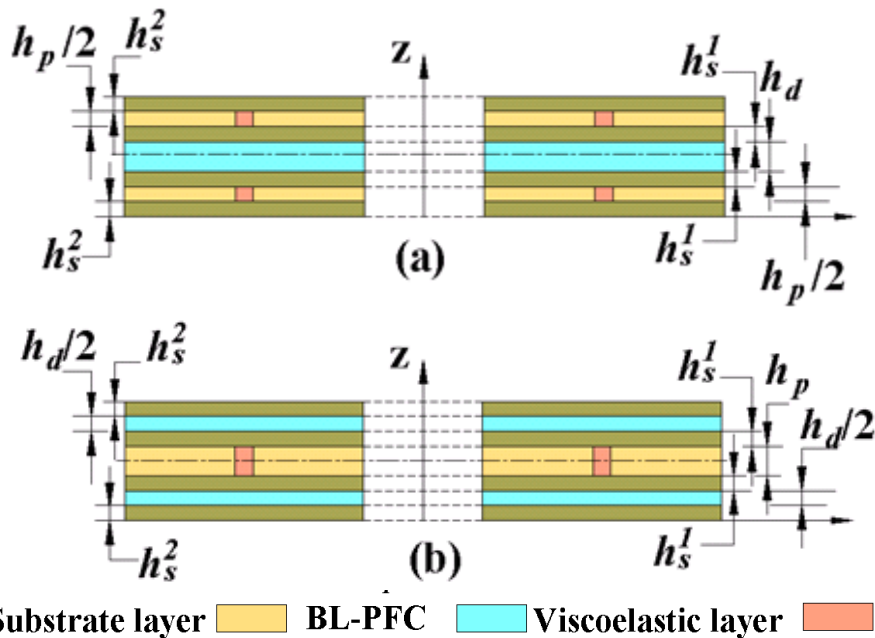 h_p/2
h_s^2
z
h_s^1
h_d
h_s^2
(a)
h_s^1
h_p/2
h_d/2
h_s^2
z
h_s^1
h_p
h_d/2
h_s^2
(b)
h_s^1
Substrate layer BL-PFC Viscoelastic layer